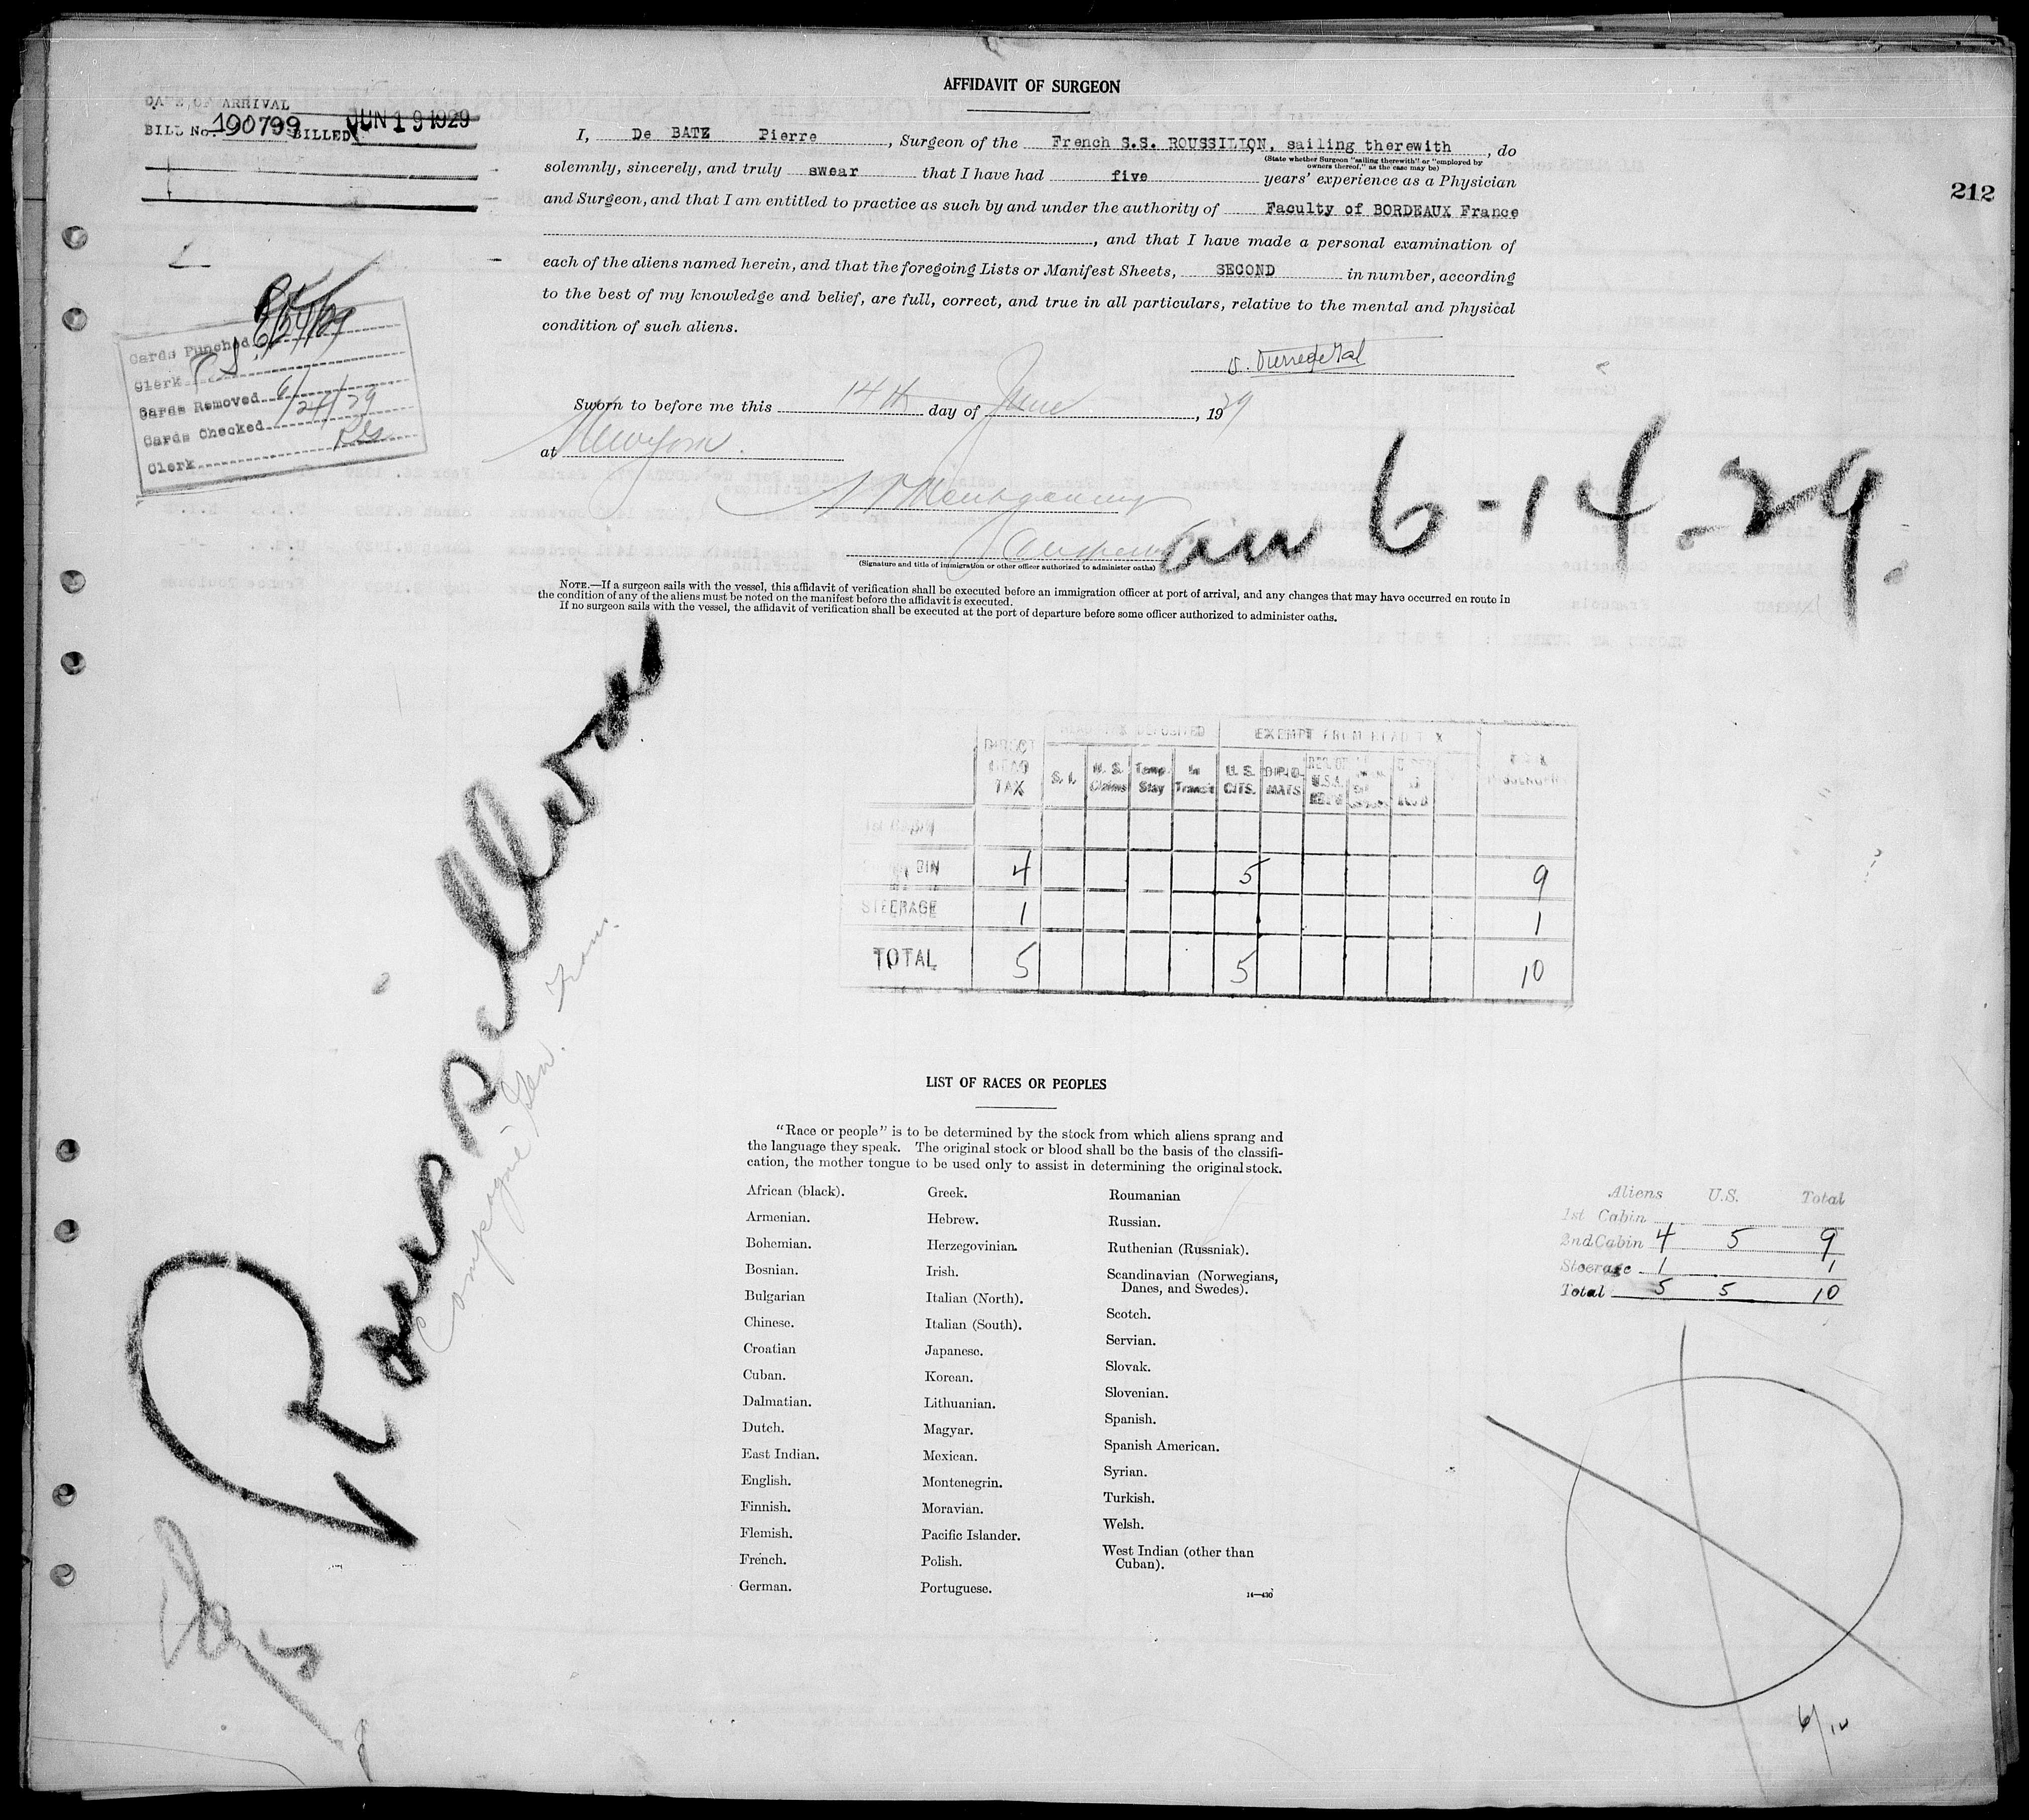 AFFIDAVIT OF SURGEON
DATE OF ARRIVAL
BILL No. 190799 BILLED JUN 19 1929
212
I, De BATZ Pierre, Surgeon of the French S.S. ROUSSILION, sailing therewith, do
(State whether Surgeon "sailing therewith" or "employed by
owners thereof," as the case may be)
solemnly, sincerely, and truly swear that I have had five years' experience as a Physician
and Surgeon, and that I am entitled to practice as such by and under the authority of Faculty of BORDEAUX France
, and that I have made a personal examination of
each of the aliens named herein, and that the foregoing Lists or Manifest Sheets, SECOND in number, according
to the best of my knowledge and belief, are full, correct, and true in all particulars, relative to the mental and physical
condition of such aliens.
Cards Punched 6/24/29
Clerk
Cards Removed 6/24/29
Cards Checked
Clerk
Sworn to before me this 14th day of June, 1929
at New York.
6-14-29.
(Signature and title of immigration or other officer authorized to administer oaths)
NOTE.—If a surgeon sails with the vessel, this affidavit of verification shall be executed before an immigration officer at port of arrival, and any changes that may have occurred en route in
the condition of any of the aliens must be noted on the manifest before the affidavit is executed.
If no surgeon sails with the vessel, the affidavit of verification shall be executed at the port of departure before some officer authorized to administer oaths.
Roussillon
DIRECT HEAD TAX
HEAD TAX DEPOSITED
EXEMPT FROM HEAD TAX
S. I. U. S. Claims Temp. Stay In Transit U. S. CITS. DIPLO-MATS
1st CABIN
CABIN 4 5 9
STEERAGE 1 1
TOTAL 5 5 10
LIST OF RACES OR PEOPLES
"Race or people" is to be determined by the stock from which aliens sprang and
the language they speak. The original stock or blood shall be the basis of the classifi-
cation, the mother tongue to be used only to assist in determining the original stock.
African (black).
Armenian.
Bohemian.
Bosnian.
Bulgarian
Chinese.
Croatian
Cuban.
Dalmatian.
Dutch.
East Indian.
English.
Finnish.
Flemish.
French.
German.
Greek.
Hebrew.
Herzegovinian.
Irish.
Italian (North).
Italian (South).
Japanese.
Korean.
Lithuanian.
Magyar.
Mexican.
Montenegrin.
Moravian.
Pacific Islander.
Polish.
Portuguese.
Roumanian
Russian.
Ruthenian (Russniak).
Scandinavian (Norwegians,
Danes, and Swedes).
Scotch.
Servian.
Slovak.
Slovenian.
Spanish.
Spanish American.
Syrian.
Turkish.
Welsh.
West Indian (other than
Cuban).
14—430
Aliens U.S. Total
1st Cabin
2nd Cabin 4 5 9
Steerage 1 1
Total 5 5 10